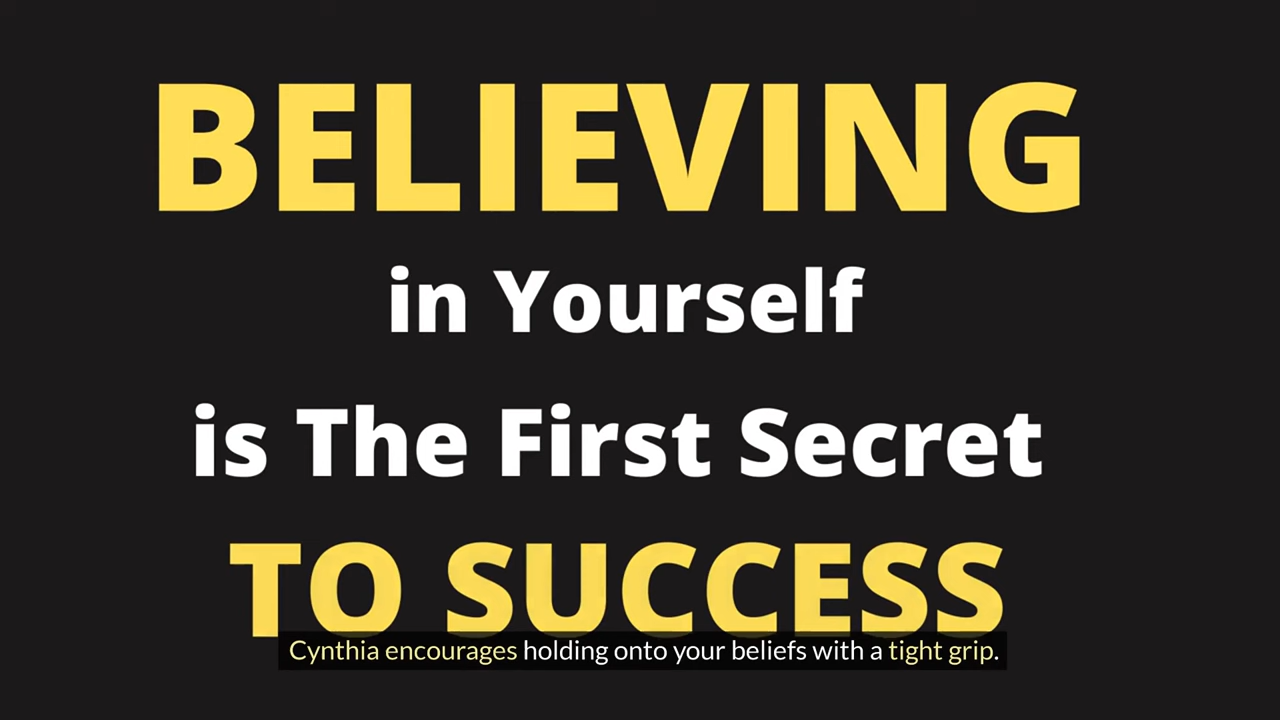 BELIEVING
in Yourself
is The First Secret
TO SUCCESS
Cynthia encourages holding onto your beliefs with a tight grip.